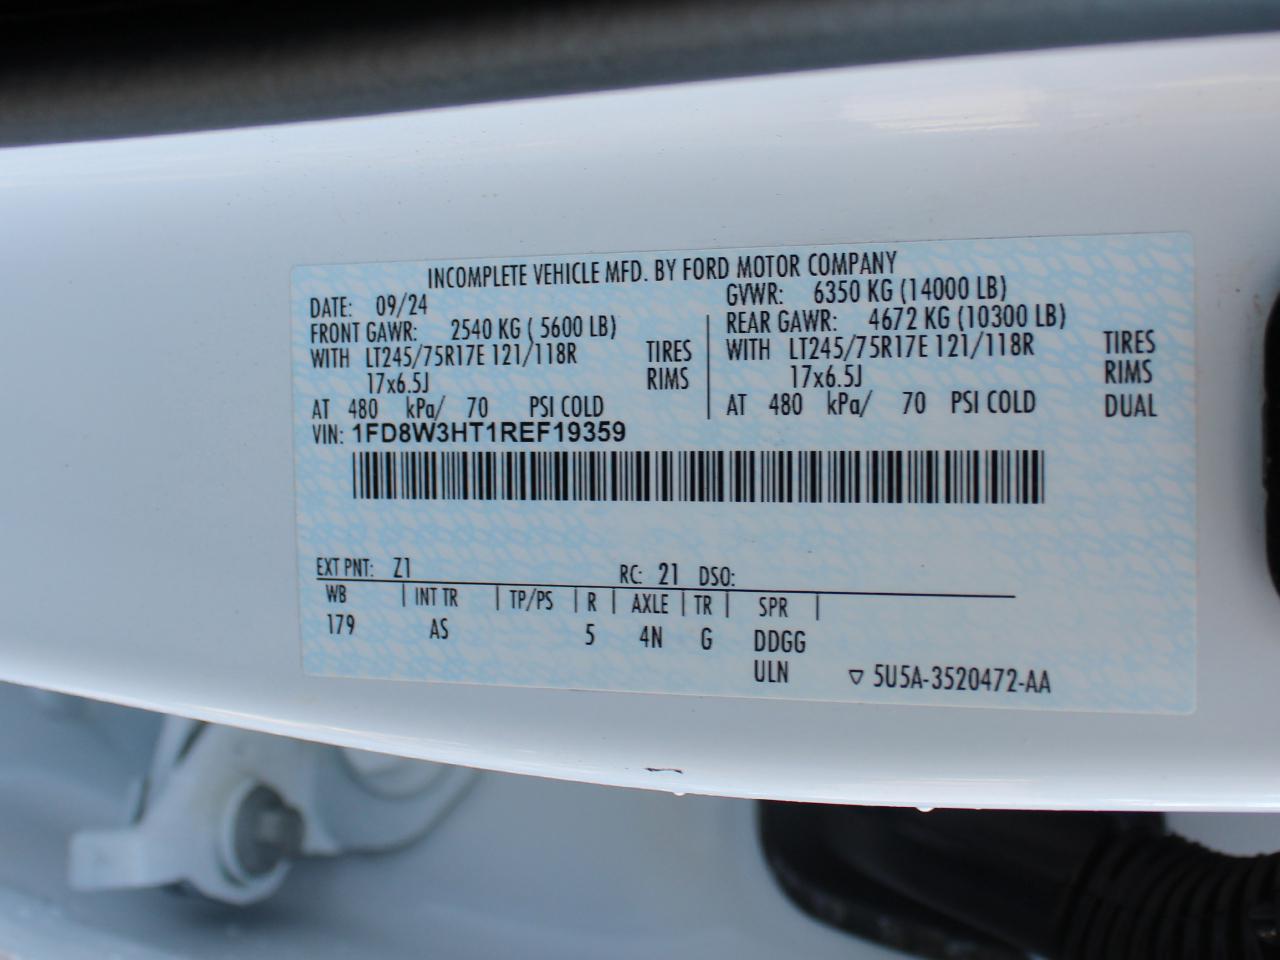 INCOMPLETE VEHICLE MFD. BY FORD MOTOR COMPANY
DATE: 09/24 GVWR: 6350 KG (14000 LB)
FRONT GAWR: 2540 KG ( 5600 LB) REAR GAWR: 4672 KG (10300 LB)
WITH LT245/75R17E 121/118R TIRES WITH LT245/75R17E 121/118R TIRES
17x6.5J RIMS 17x6.5J RIMS
AT 480 kPa/ 70 PSI COLD AT 480 kPa/ 70 PSI COLD DUAL
VIN: 1FD8W3HT1REF19359
EXT PNT: Z1 RC: 21 DSO:
WB | INT TR | TP/PS | R | AXLE | TR | SPR |
179 AS 5 4N G DDGG
ULN ▽ 5U5A-3520472-AA